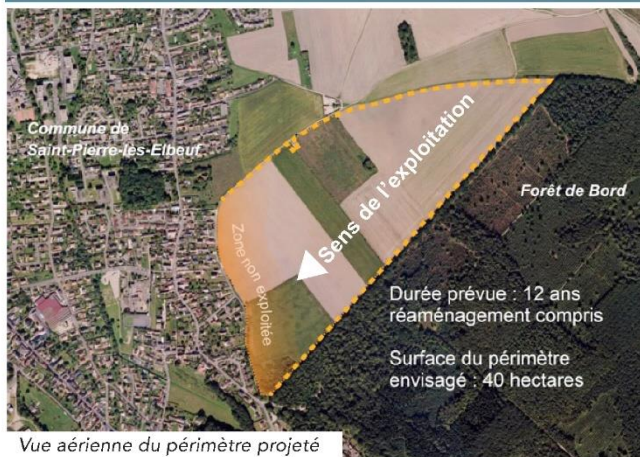 Commune de
Saint-Pierre-lès-Elbeuf
Sens de l'exploitation
Forêt de Bord
Zone non exploitée
Durée prévue : 12 ans
réaménagement compris
Surface du périmètre
envisagé : 40 hectares
Vue aérienne du périmètre projeté